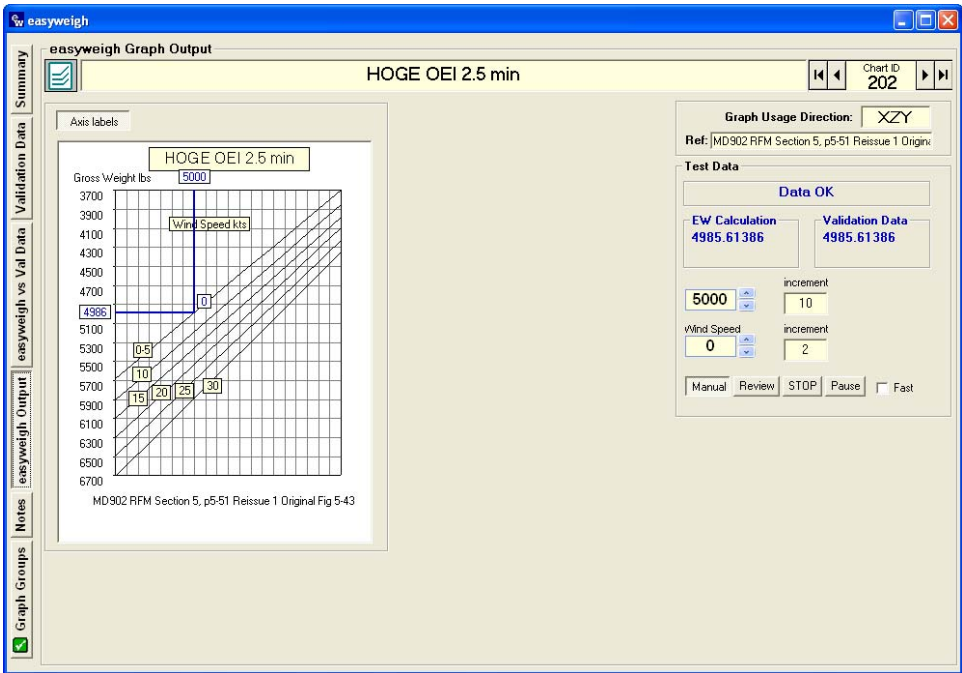 easyweigh
Summary
Validation Data
easyweigh vs Val Data
easyweigh Output
Notes
Graph Groups
easyweigh Graph Output
HOGE OEI 2.5 min
Chart ID
202
Axis labels
HOGE OEI 2.5 min
Gross Weight lbs
5000
3700
3900
4100
4300
4500
4700
4986
5100
5300
5500
5700
5900
6100
6300
6500
6700
Wind Speed kts
0
0-5
10
15
20
25
30
MD902 RFM Section 5, p5-51 Reissue 1 Original Fig 5-43
Graph Usage Direction: XZY
Ref: MD902 RFM Section 5, p5-51 Reissue 1 Origina
Test Data
Data OK
EW Calculation
4985.61386
Validation Data
4985.61386
5000
increment
10
Wind Speed
0
increment
2
Manual Review STOP Pause Fast